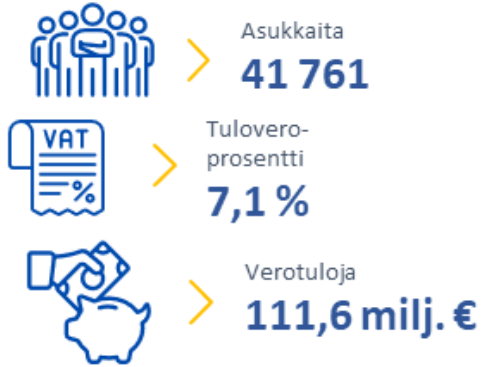 Asukkaita
41 761
VAT
%
Tulovero-
prosentti
7,1 %
Verotuloja
111,6 milj. €